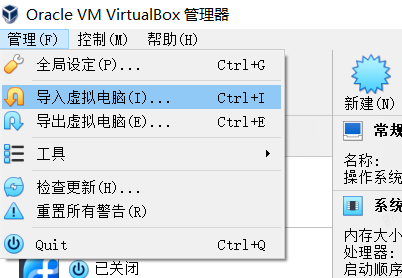 Oracle VM VirtualBox 管理器
管理(F) 控制(M) 帮助(H)
全局设定(P)... Ctrl+G
导入虚拟电脑(I)... Ctrl+I
导出虚拟电脑(E)... Ctrl+E
工具
检查更新(H)...
重置所有警告(R)
Quit Ctrl+Q
已关闭
新建(N)
常规
名称:
操作系统
系统
内存大小
处理器:
启动顺序